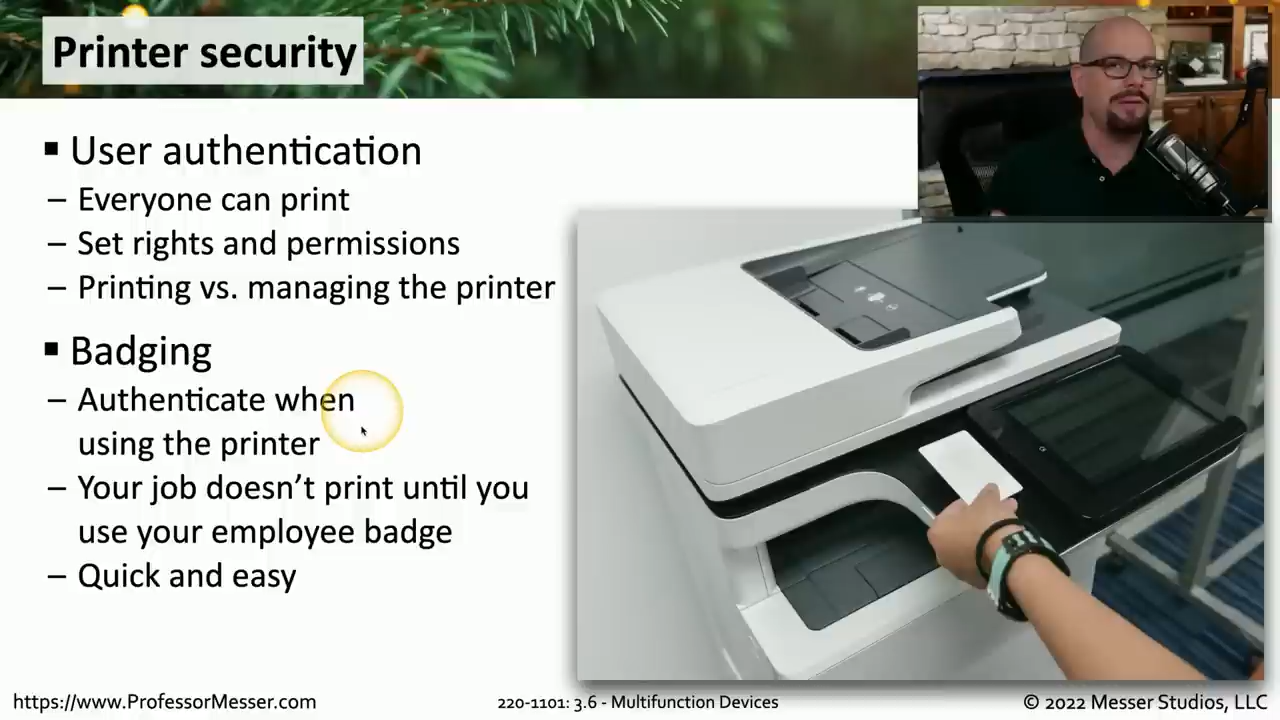 Printer security
▪ User authentication
– Everyone can print
– Set rights and permissions
– Printing vs. managing the printer
▪ Badging
– Authenticate when
using the printer
– Your job doesn’t print until you
use your employee badge
– Quick and easy
https://www.ProfessorMesser.com
220-1101: 3.6 - Multifunction Devices
© 2022 Messer Studios, LLC